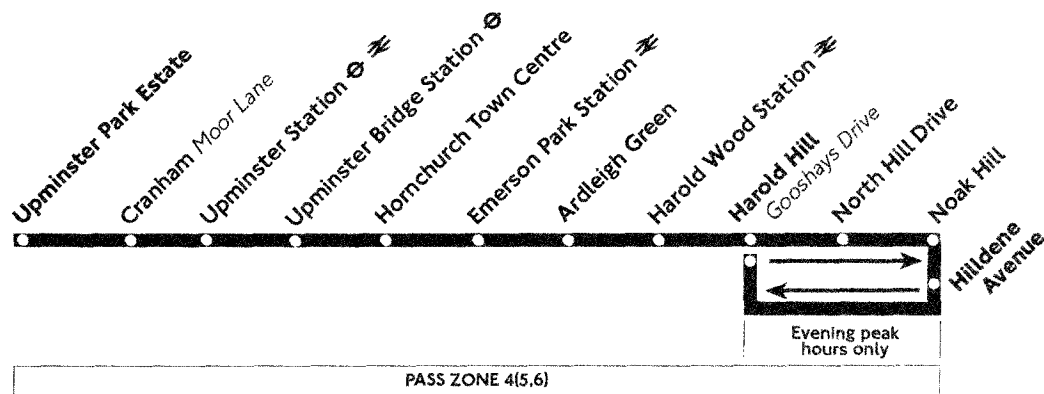 Upminster Park Estate
Cranham Moor Lane
Upminster Station
Upminster Bridge Station
Hornchurch Town Centre
Emerson Park Station
Ardleigh Green
Harold Wood Station
Harold Hill
Gooshays Drive
North Hill Drive
Noak Hill
Hilldene
Avenue
Evening peak
hours only
PASS ZONE 4(5,6)